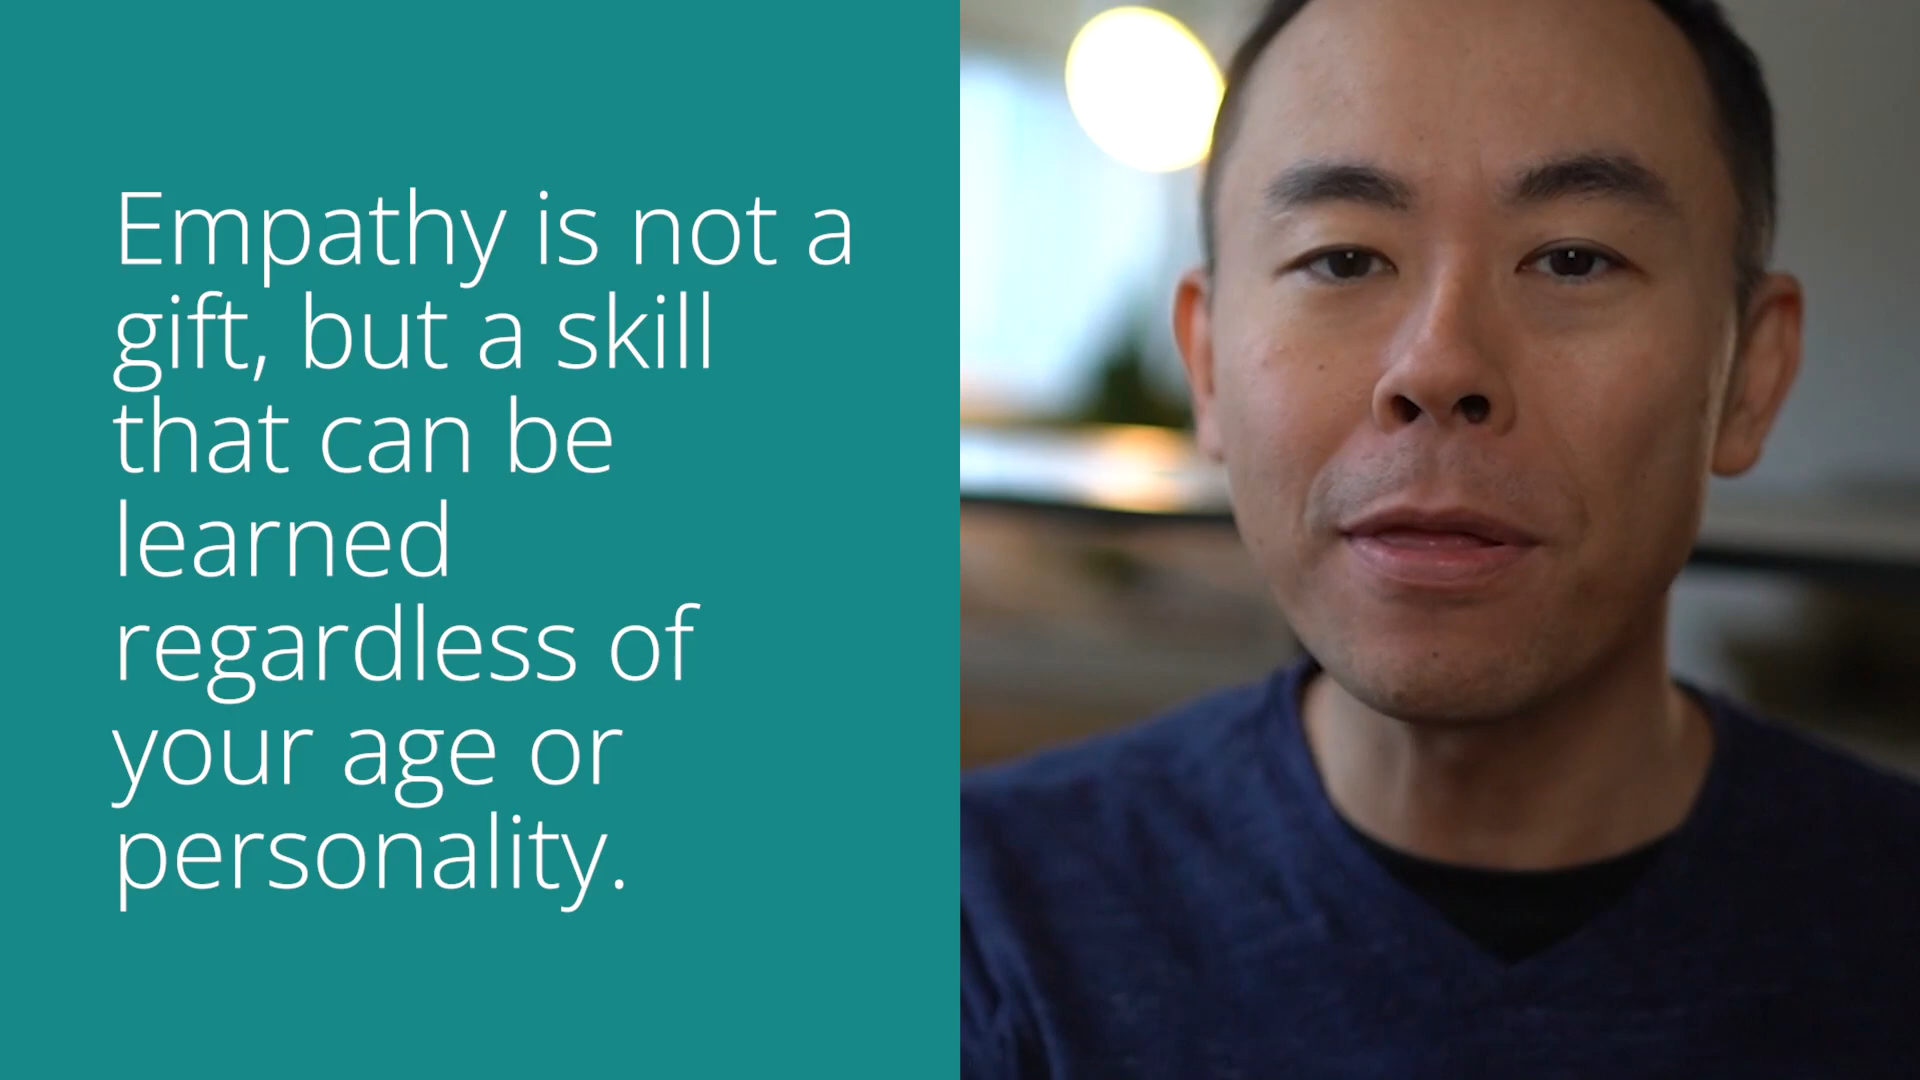 Empathy is not a
gift, but a skill
that can be
learned
regardless of
your age or
personality.